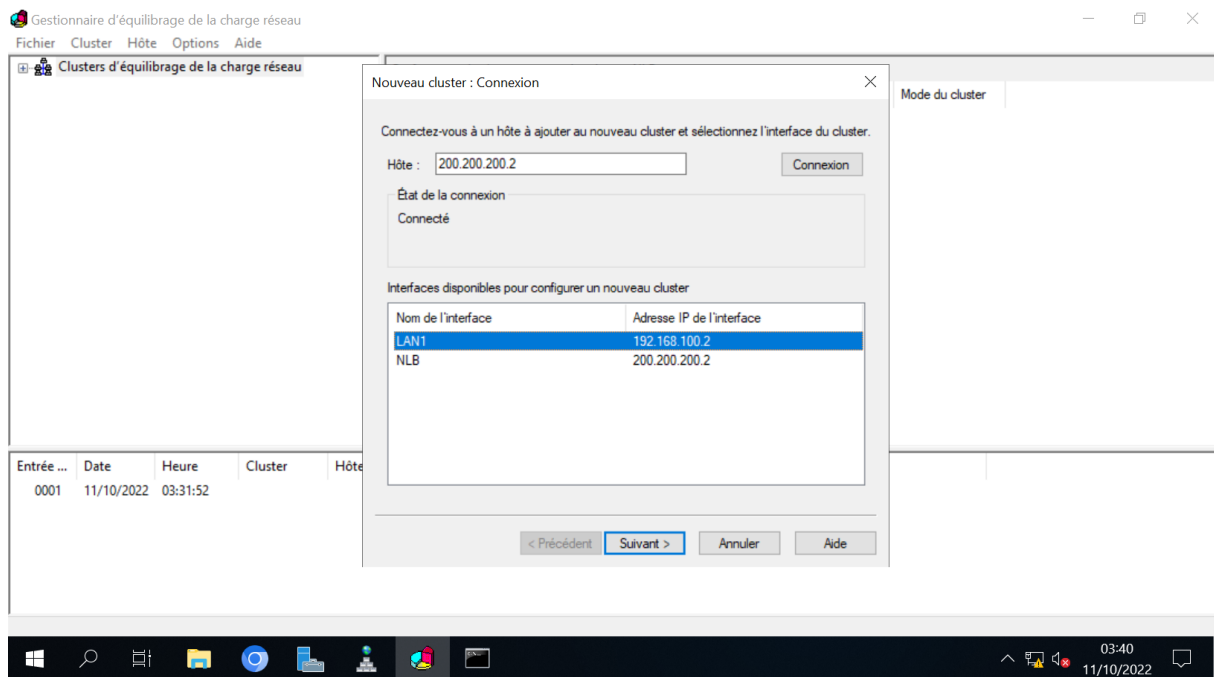 Gestionnaire d'équilibrage de la charge réseau
Fichier Cluster Hôte Options Aide
Clusters d'équilibrage de la charge réseau
Mode du cluster
Nouveau cluster : Connexion
Connectez-vous à un hôte à ajouter au nouveau cluster et sélectionnez l'interface du cluster.
Hôte : 200.200.200.2 Connexion
État de la connexion
Connecté
Interfaces disponibles pour configurer un nouveau cluster
Nom de l'interface Adresse IP de l'interface
LAN1 192.168.100.2
NLB 200.200.200.2
< Précédent Suivant > Annuler Aide
Entrée ... Date Heure Cluster Hôte
0001 11/10/2022 03:31:52
03:40
11/10/2022